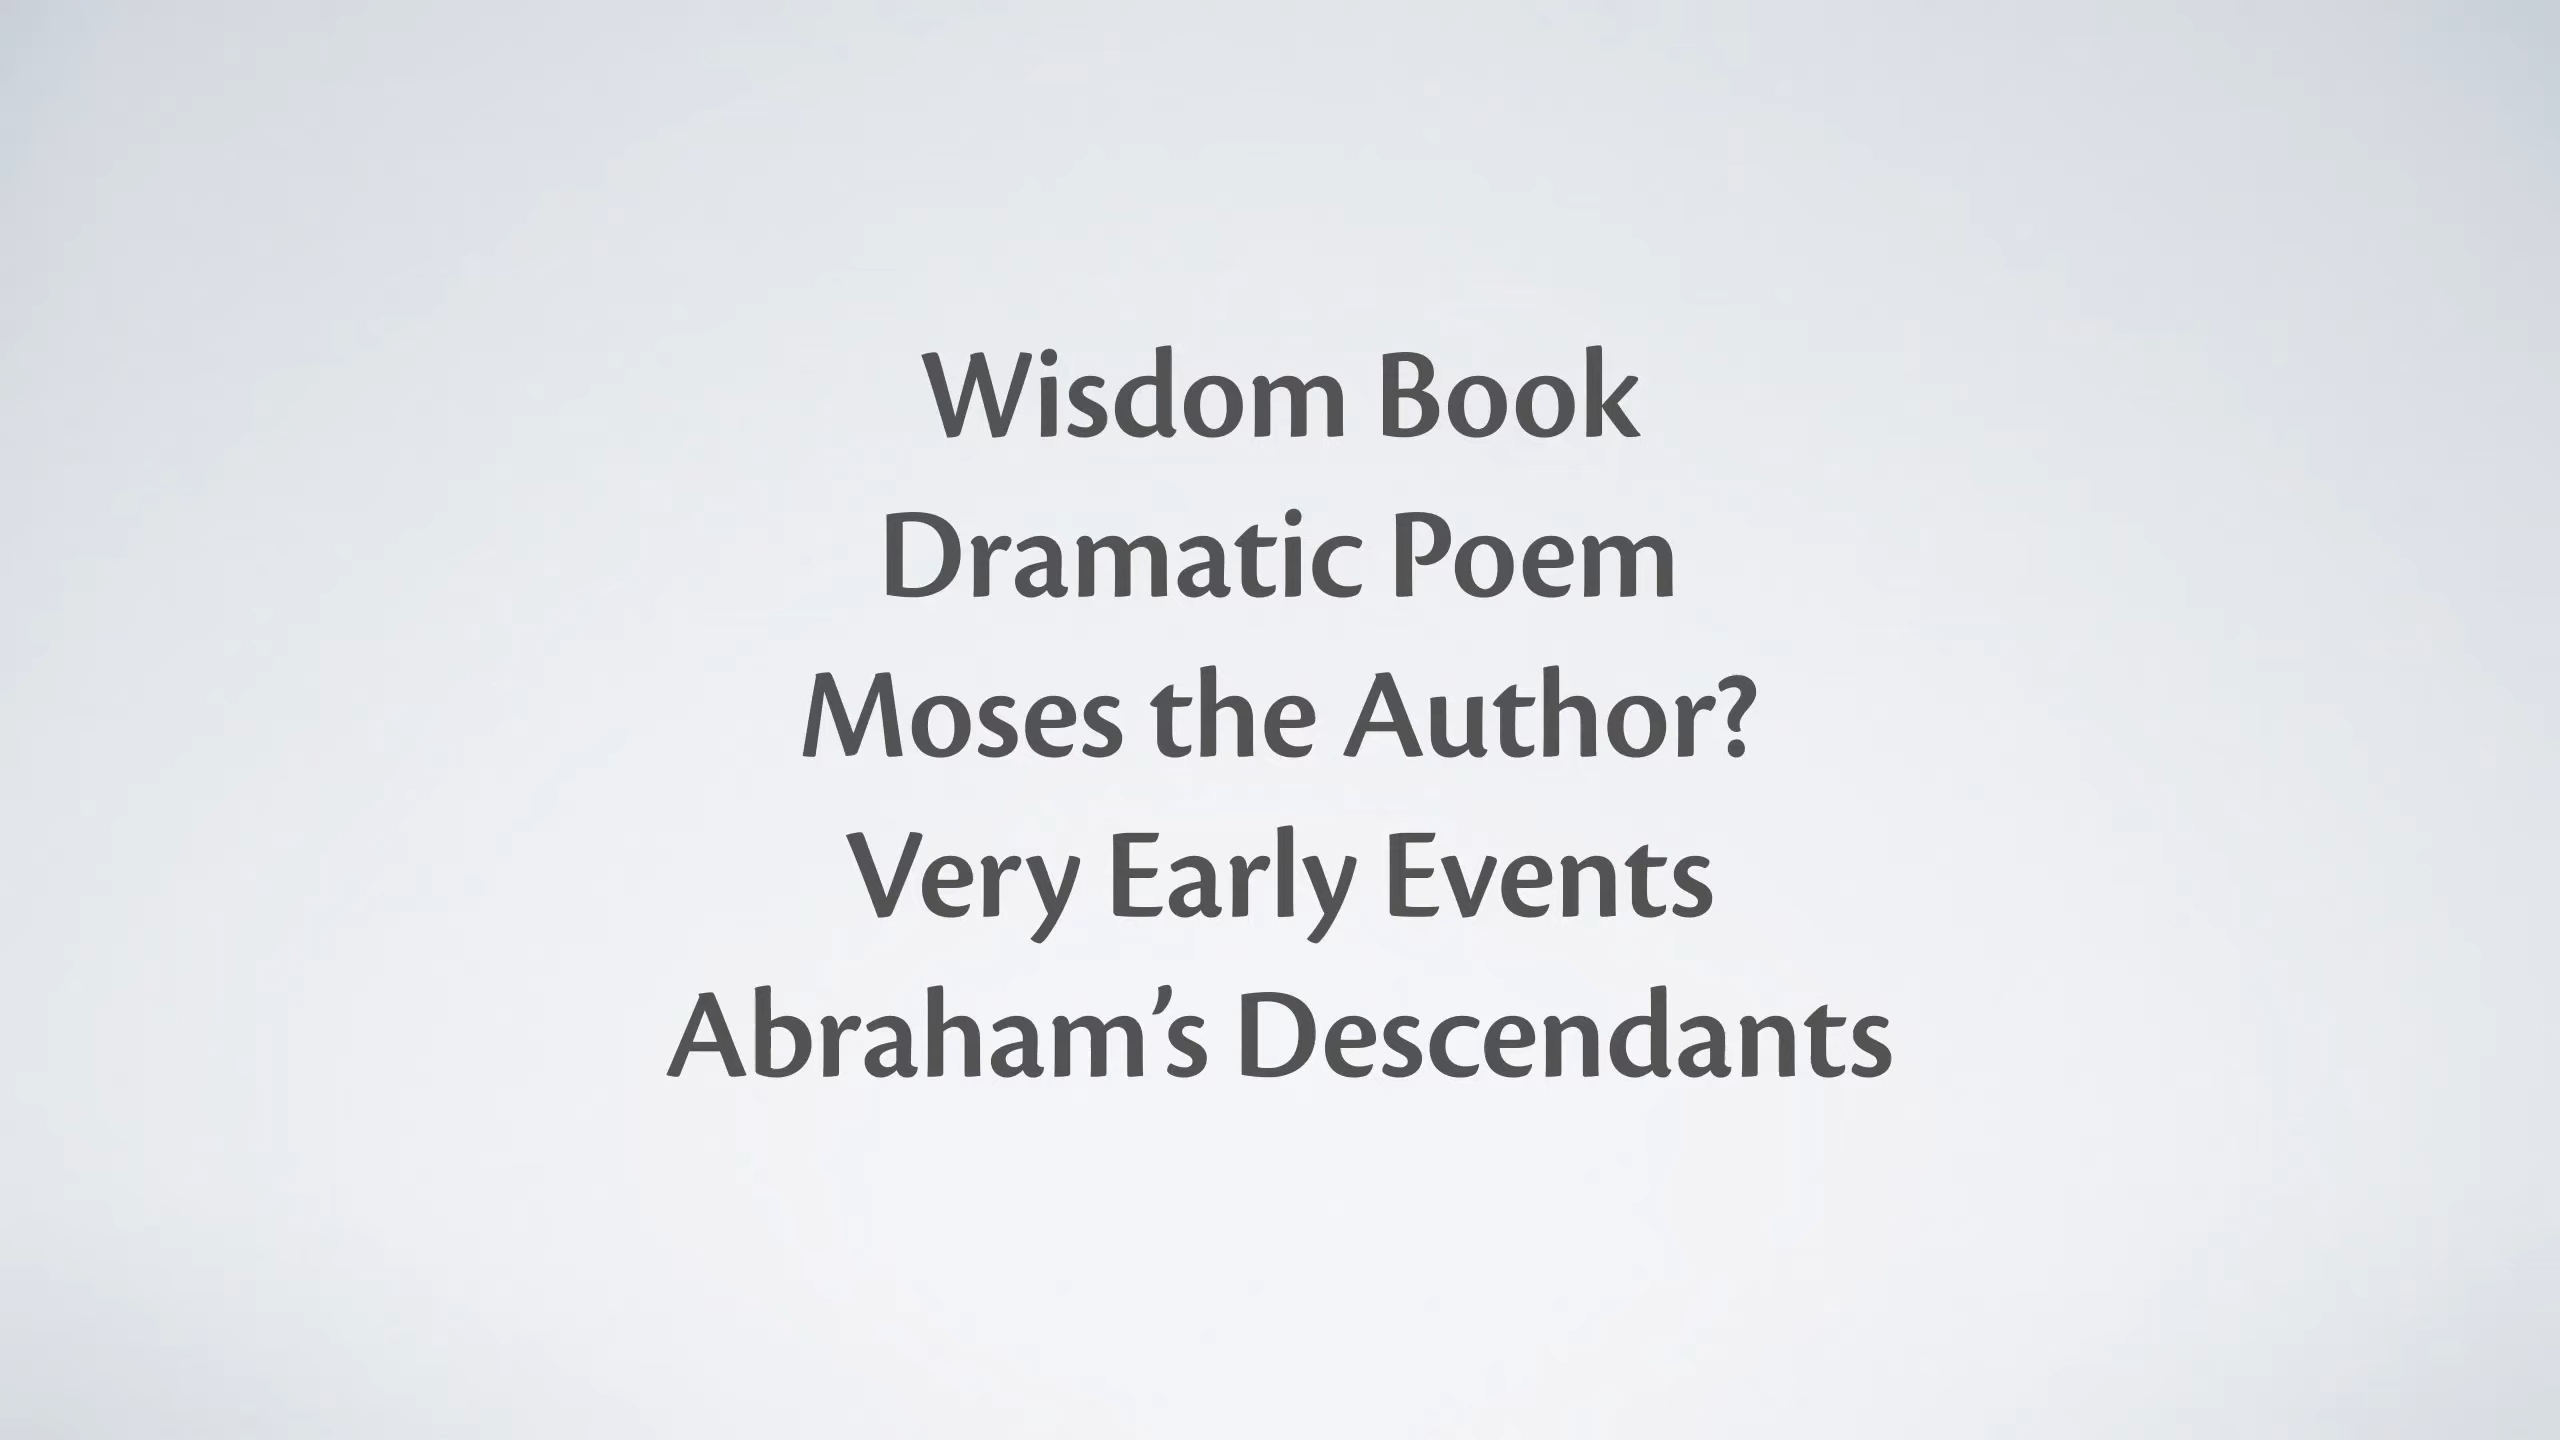 Wisdom Book
Dramatic Poem
Moses the Author?
Very Early Events
Abraham’s Descendants